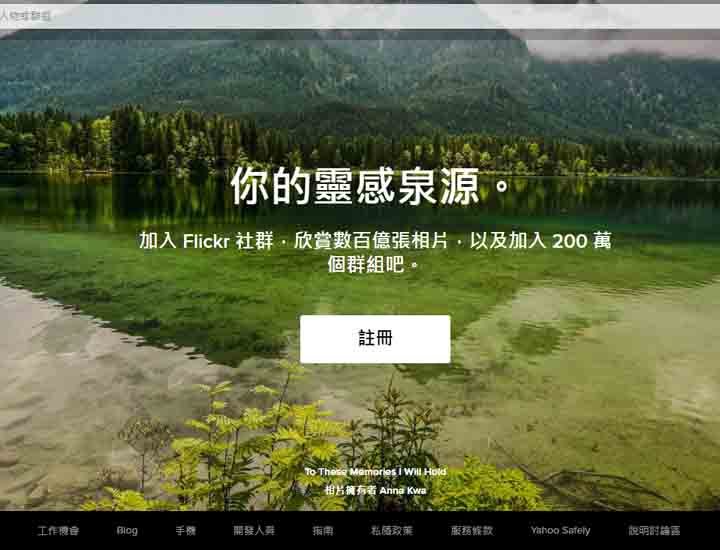 人物或群組
你的靈感泉源。
加入 Flickr 社群，欣賞數百億張相片，以及加入 200 萬
個群組吧。
註冊
To These Memories I Will Hold
相片擁有者 Anna Kwa
工作機會 Blog 手機 開發人員 指南 私隱政策 服務條款 Yahoo Safely 說明討論區